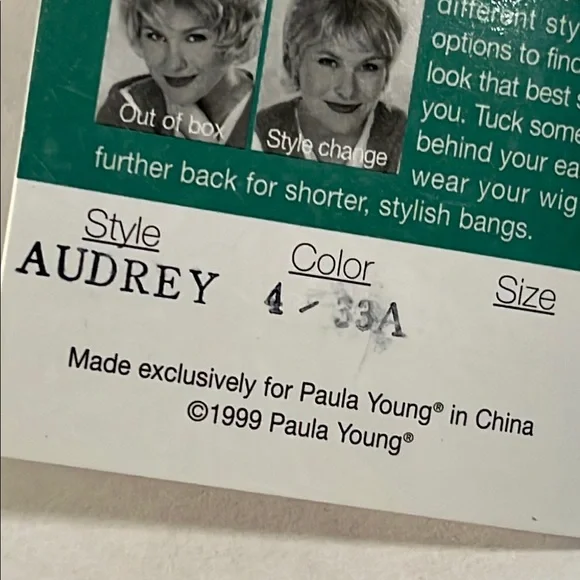 different sty
options to find
look that best s
you. Tuck some
behind your ea
wear your wig
further back for shorter, stylish bangs.
Out of box
Style change
Style
AUDREY
Color
4 - 33A
Size
Made exclusively for Paula Young® in China
©1999 Paula Young®